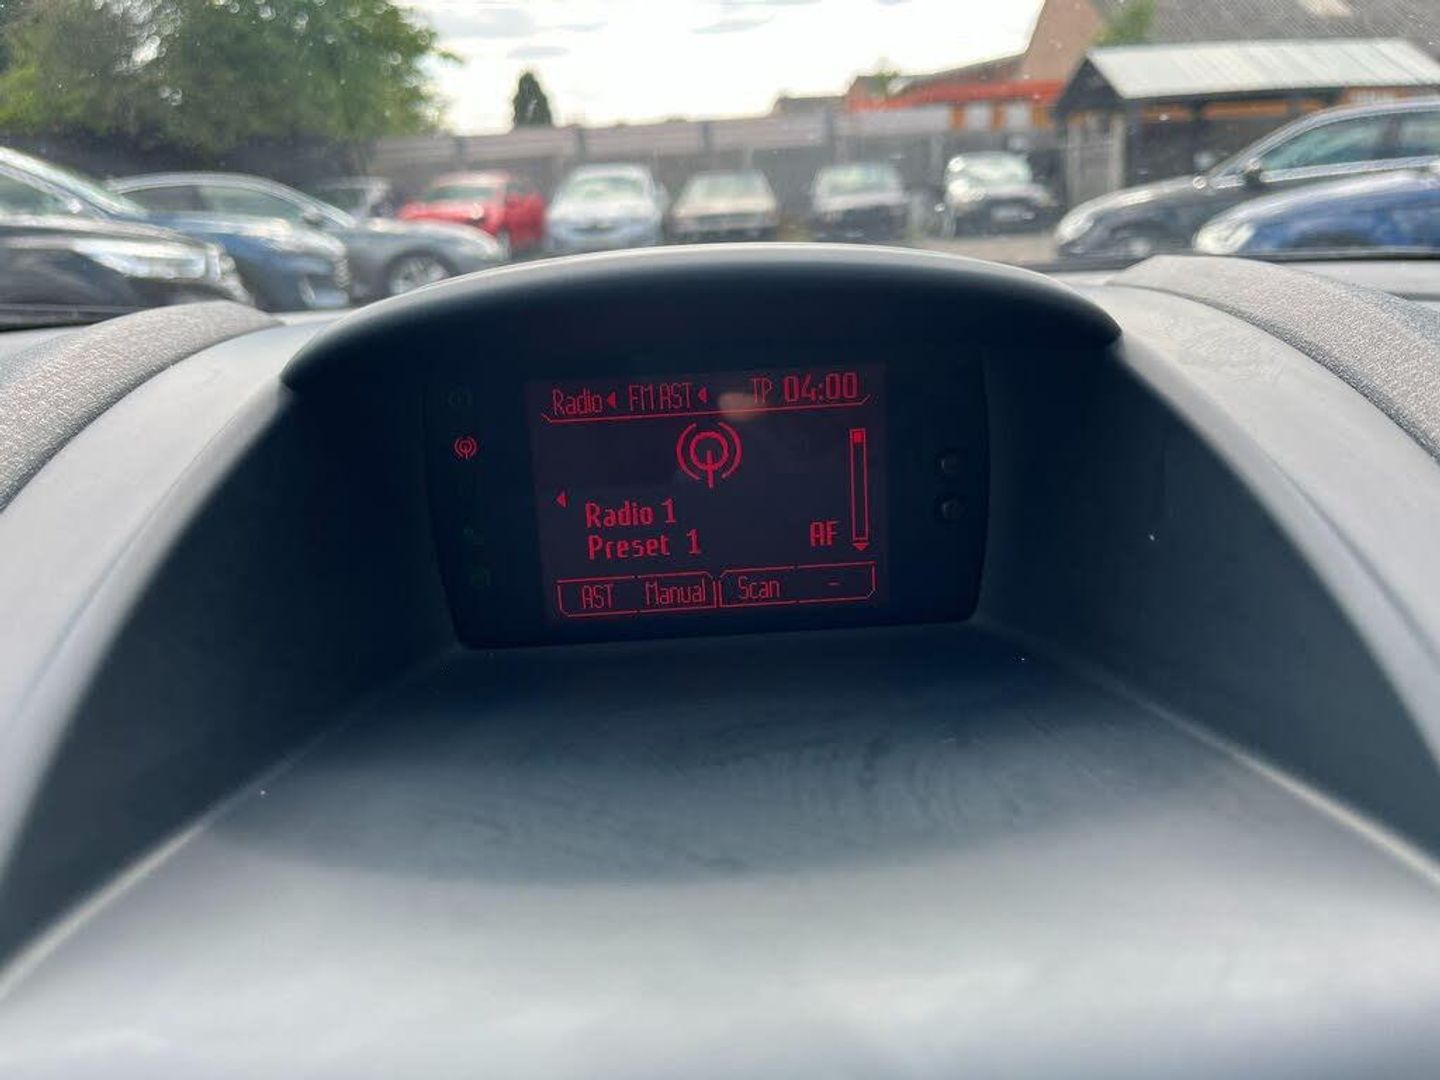 Radio FM AST TP 04:00
Radio 1
Preset 1 AF
AST Manual Scan -